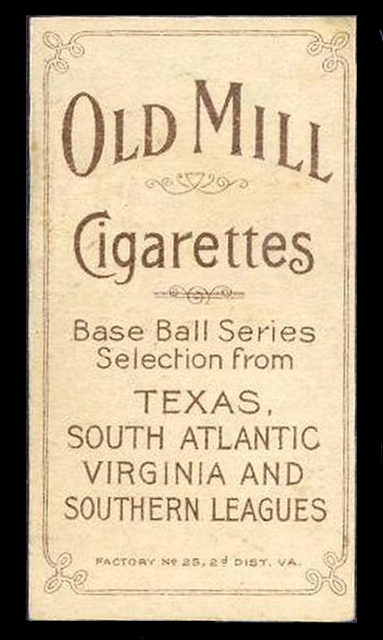 OLD MILL
Cigarettes
Base Ball Series
Selection from
TEXAS,
SOUTH ATLANTIC
VIRGINIA AND
SOUTHERN LEAGUES
FACTORY Nº 25, 2ᵈ DIST. VA.